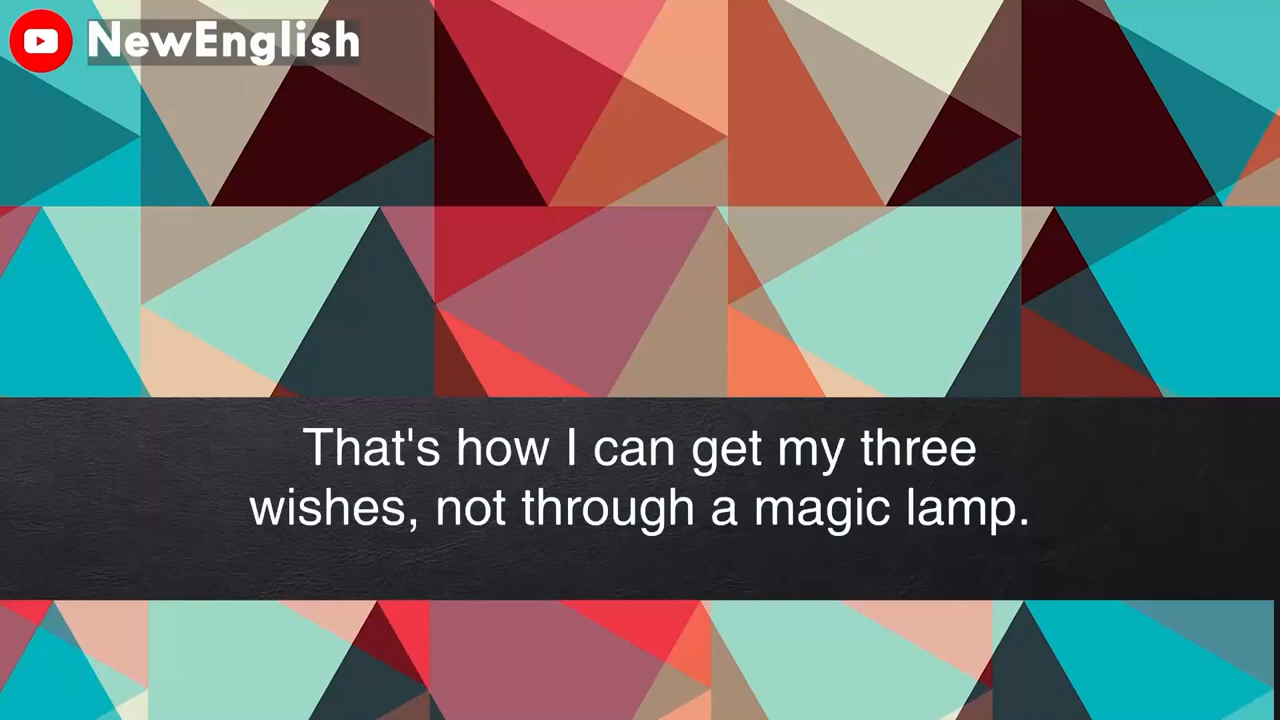 NewEnglish
That's how I can get my three
wishes, not through a magic lamp.